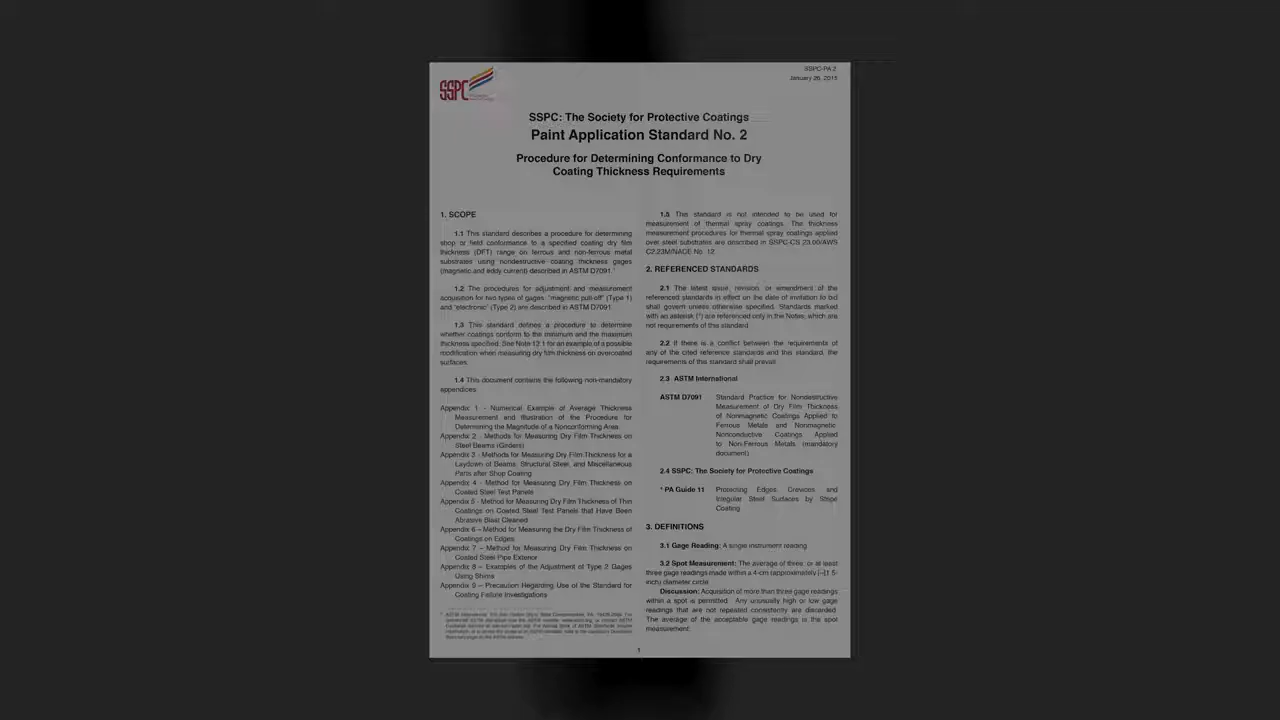 SSPC
SSPC-PA 2
January 26, 2015
SSPC: The Society for Protective Coatings
Paint Application Standard No. 2
Procedure for Determining Conformance to Dry
Coating Thickness Requirements
1. SCOPE
1.1 This standard describes a procedure for determining
shop or field conformance to a specified coating dry film
thickness (DFT) range on ferrous and non-ferrous metal
substrates using nondestructive coating thickness gages
(magnetic and eddy current) described in ASTM D7091.¹
1.2 The procedures for adjustment and measurement
acquisition for two types of gages: "magnetic pull-off" (Type 1)
and "electronic" (Type 2) are described in ASTM D7091.
1.3 This standard defines a procedure to determine
whether coatings conform to the minimum and the maximum
thickness specified. See Note 12.1 for an example of a possible
modification when measuring dry film thickness on overcoated
surfaces.
1.4 This document contains the following non-mandatory
appendices:
Appendix 1 - Numerical Example of Average Thickness
Measurement and Illustration of the Procedure for
Determining the Magnitude of a Nonconforming Area
Appendix 2 - Methods for Measuring Dry Film Thickness on
Steel Beams (Girders)
Appendix 3 - Methods for Measuring Dry Film Thickness for a
Laydown of Beams, Structural Steel, and Miscellaneous
Parts after Shop Coating
Appendix 4 - Method for Measuring Dry Film Thickness on
Coated Steel Test Panels
Appendix 5 - Method for Measuring Dry Film Thickness of Thin
Coatings on Coated Steel Test Panels that Have Been
Abrasive Blast Cleaned
Appendix 6 – Method for Measuring the Dry Film Thickness of
Coatings on Edges
Appendix 7 – Method for Measuring Dry Film Thickness on
Coated Steel Pipe Exterior
Appendix 8 – Examples of the Adjustment of Type 2 Gages
Using Shims
Appendix 9 – Precaution Regarding Use of the Standard for
Coating Failure Investigations
1.5 This standard is not intended to be used for
measurement of thermal spray coatings. The thickness
measurement procedures for thermal spray coatings applied
over steel substrates are described in SSPC-CS 23.00/AWS
C2.23M/NACE No. 12.
2. REFERENCED STANDARDS
2.1 The latest issue, revision, or amendment of the
referenced standards in effect on the date of invitation to bid
shall govern unless otherwise specified. Standards marked
with an asterisk (*) are referenced only in the Notes, which are
not requirements of this standard.
2.2 If there is a conflict between the requirements of
any of the cited reference standards and this standard, the
requirements of this standard shall prevail.
2.3 ASTM International
ASTM D7091 Standard Practice for Nondestructive
Measurement of Dry Film Thickness
of Nonmagnetic Coatings Applied to
Ferrous Metals and Nonmagnetic,
Nonconductive Coatings Applied
to Non-Ferrous Metals (mandatory
document)
2.4 SSPC: The Society for Protective Coatings
* PA Guide 11 Protecting Edges, Crevices, and
Irregular Steel Surfaces by Stripe
Coating
3. DEFINITIONS
3.1 Gage Reading: A single instrument reading.
3.2 Spot Measurement: The average of three, or at least
three gage readings made within a 4-cm (approximately [~]1.5-
inch) diameter circle.
Discussion: Acquisition of more than three gage readings
within a spot is permitted. Any unusually high or low gage
readings that are not repeated consistently are discarded.
The average of the acceptable gage readings is the spot
measurement.
1